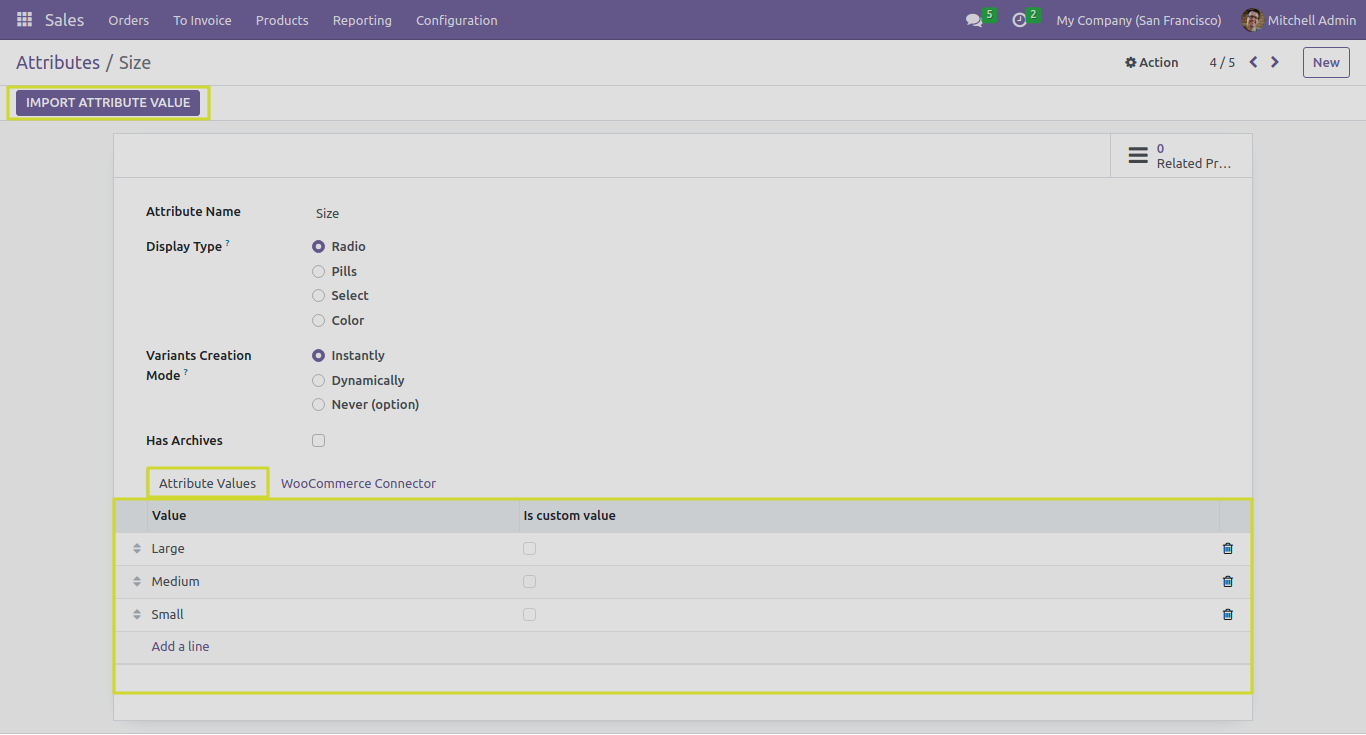 Sales Orders To Invoice Products Reporting Configuration 5 2 My Company (San Francisco) Mitchell Admin
Attributes / Size Action 4 / 5 New
IMPORT ATTRIBUTE VALUE
0
Related Pr...
Attribute Name Size
Display Type ? Radio
Pills
Select
Color
Variants Creation Mode ? Instantly
Dynamically
Never (option)
Has Archives
Attribute Values WooCommerce Connector
Value Is custom value
Large
Medium
Small
Add a line